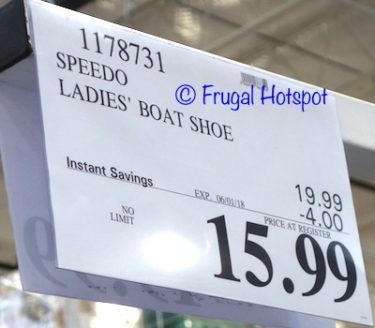 1178731
SPEEDO
© Frugal Hotspot
LADIES' BOAT SHOE
Instant Savings
EXP. 06/01/18
19.99
-4.00
NO
LIMIT
PRICE AT REGISTER
15.99